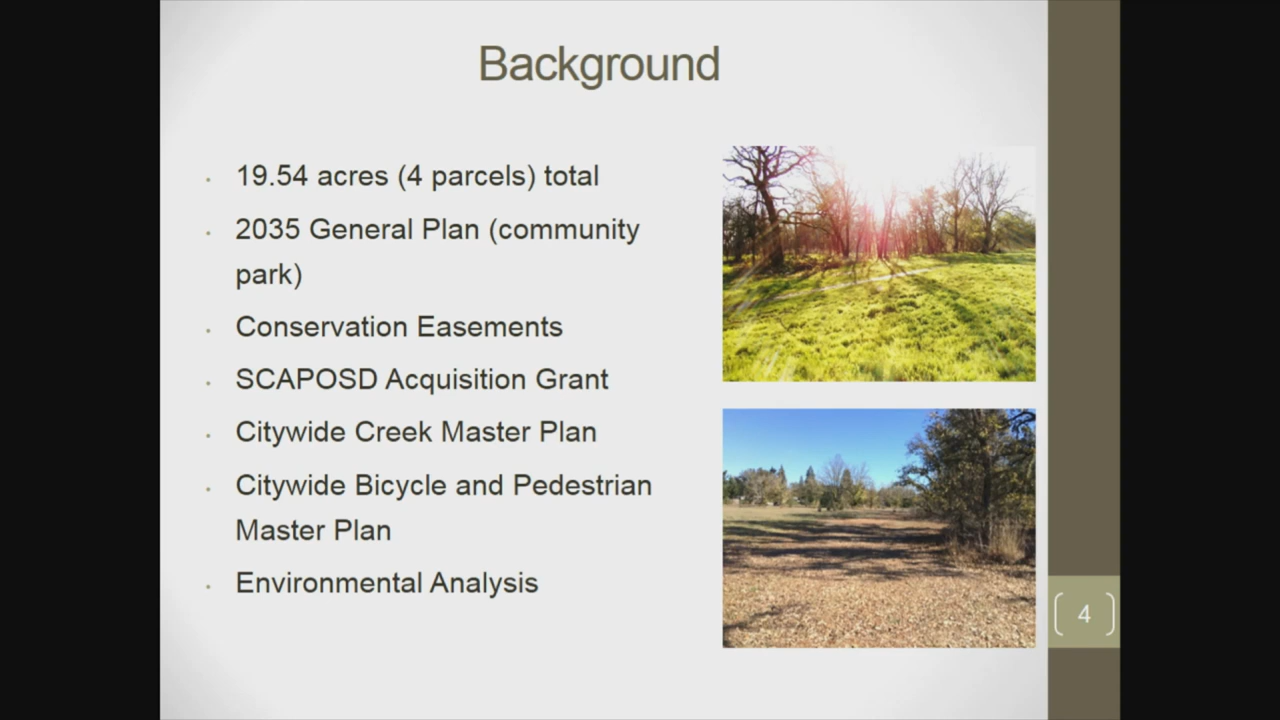 Background
19.54 acres (4 parcels) total
2035 General Plan (community
park)
Conservation Easements
SCAPOSD Acquisition Grant
Citywide Creek Master Plan
Citywide Bicycle and Pedestrian
Master Plan
Environmental Analysis
4